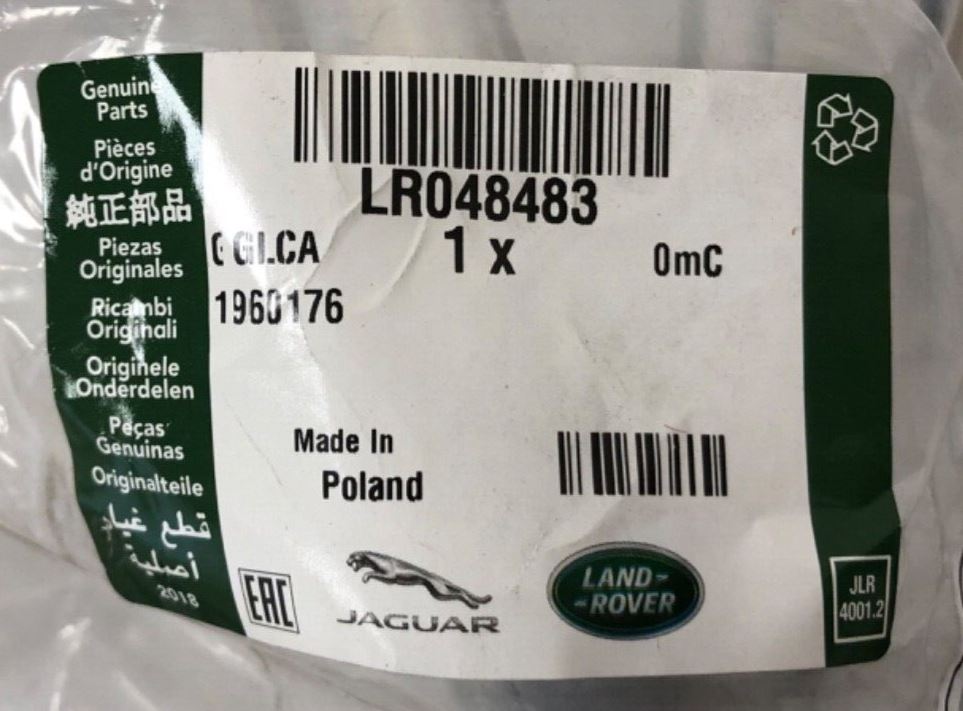 Genuine
Parts
Pièces
d'Origine
純正部品
Piezas
Originales
Ricambi
Originali
Originele
Onderdelen
Peças
Genuinas
Originalteile
قطع غيار
أصلية
2018
LR048483
1 x
0mC
1960176
Made In
Poland
EAC
JAGUAR
LAND-
-ROVER
JLR
4001.2